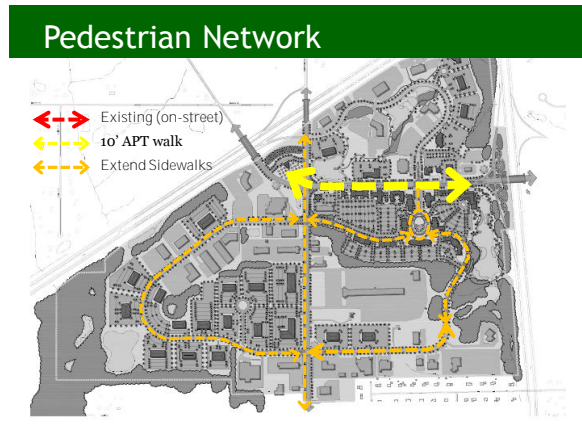 Pedestrian Network
Existing (on-street)
10' APT walk
Extend Sidewalks